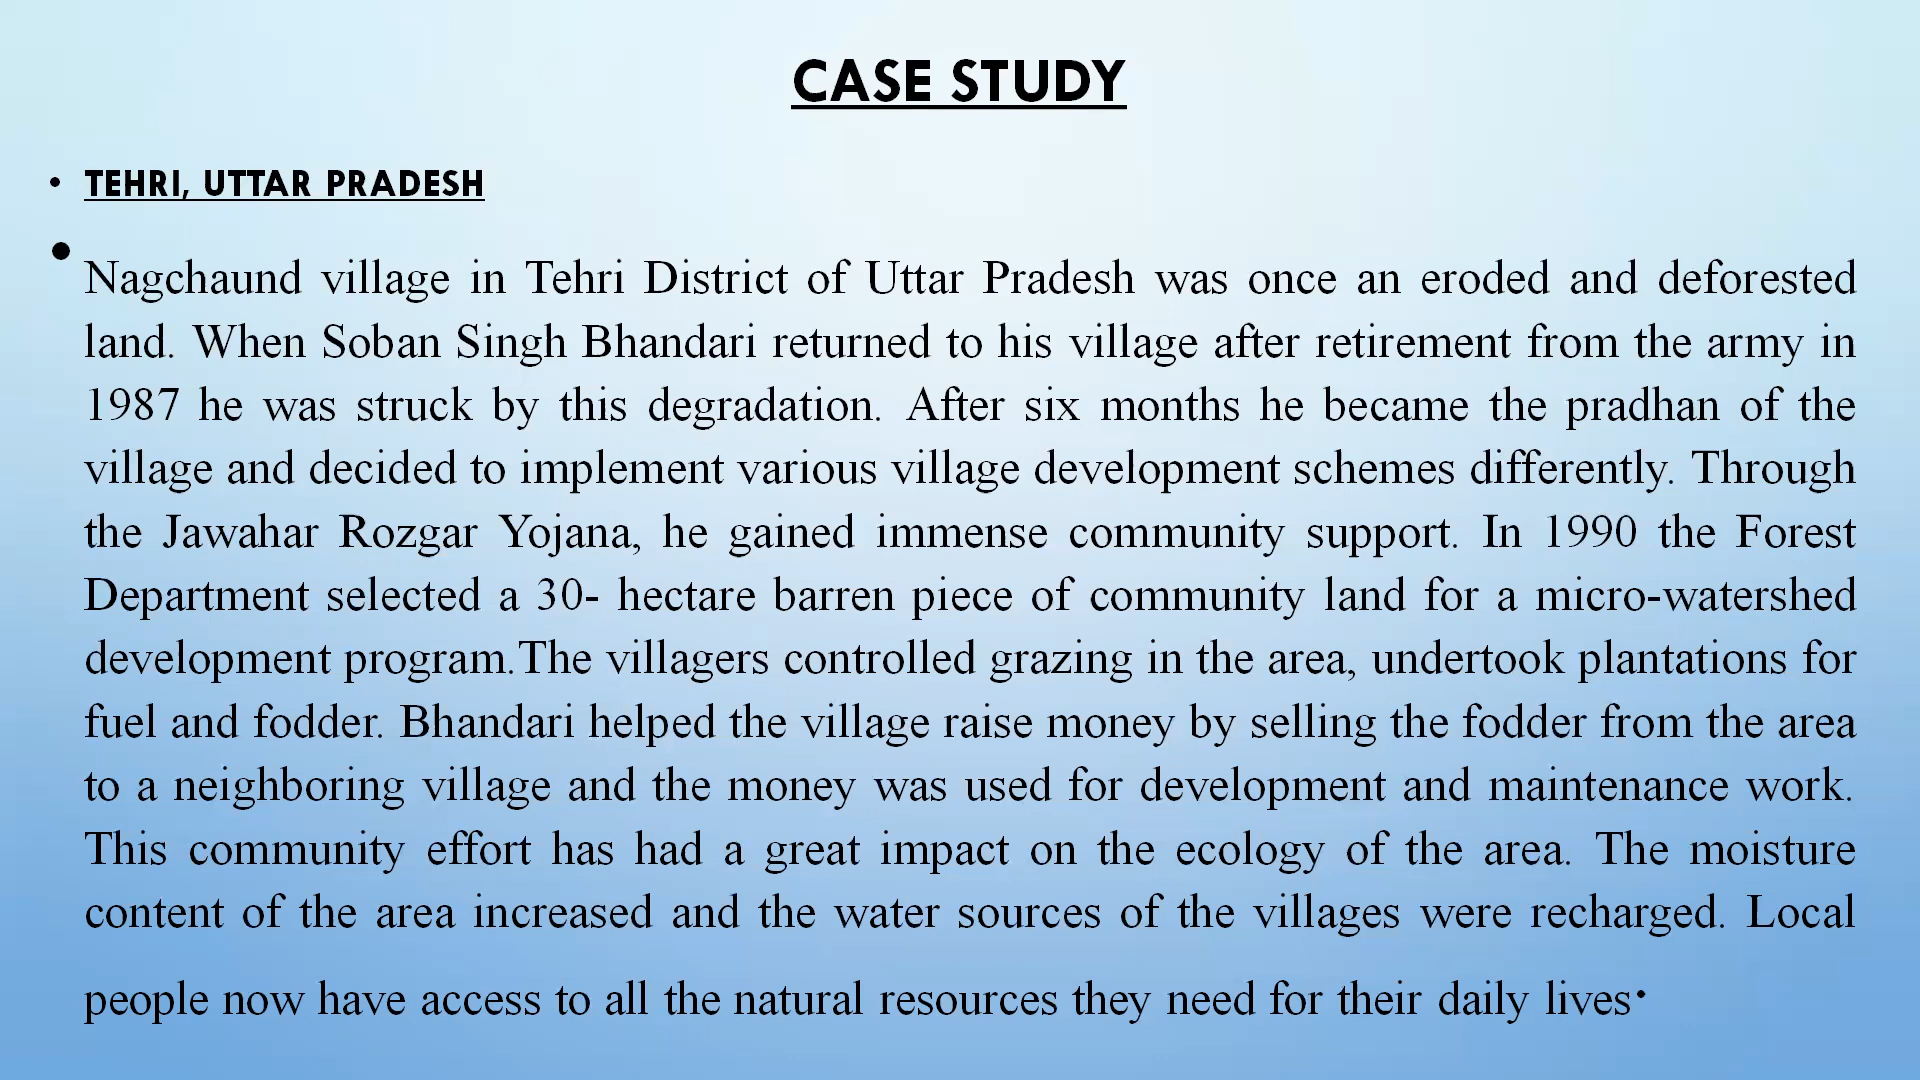 CASE STUDY
• TEHRI, UTTAR PRADESH
• Nagchaund village in Tehri District of Uttar Pradesh was once an eroded and deforested
land. When Soban Singh Bhandari returned to his village after retirement from the army in
1987 he was struck by this degradation. After six months he became the pradhan of the
village and decided to implement various village development schemes differently. Through
the Jawahar Rozgar Yojana, he gained immense community support. In 1990 the Forest
Department selected a 30- hectare barren piece of community land for a micro-watershed
development program.The villagers controlled grazing in the area, undertook plantations for
fuel and fodder. Bhandari helped the village raise money by selling the fodder from the area
to a neighboring village and the money was used for development and maintenance work.
This community effort has had a great impact on the ecology of the area. The moisture
content of the area increased and the water sources of the villages were recharged. Local
people now have access to all the natural resources they need for their daily lives.